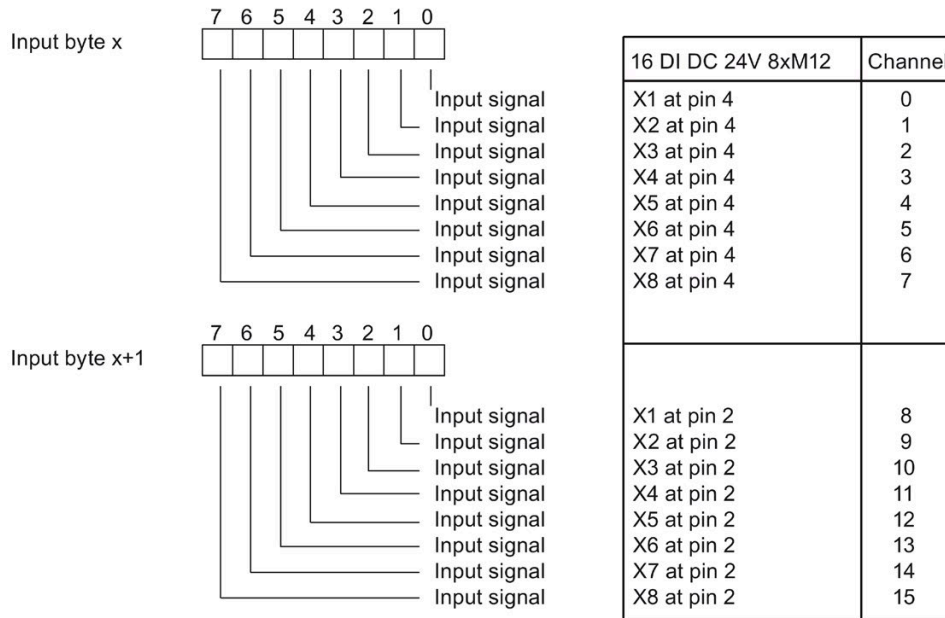 7 6 5 4 3 2 1 0
Input byte x
16 DI DC 24V 8xM12 Channel
Input signal X1 at pin 4 0
Input signal X2 at pin 4 1
Input signal X3 at pin 4 2
Input signal X4 at pin 4 3
Input signal X5 at pin 4 4
Input signal X6 at pin 4 5
Input signal X7 at pin 4 6
Input signal X8 at pin 4 7
7 6 5 4 3 2 1 0
Input byte x+1
Input signal X1 at pin 2 8
Input signal X2 at pin 2 9
Input signal X3 at pin 2 10
Input signal X4 at pin 2 11
Input signal X5 at pin 2 12
Input signal X6 at pin 2 13
Input signal X7 at pin 2 14
Input signal X8 at pin 2 15